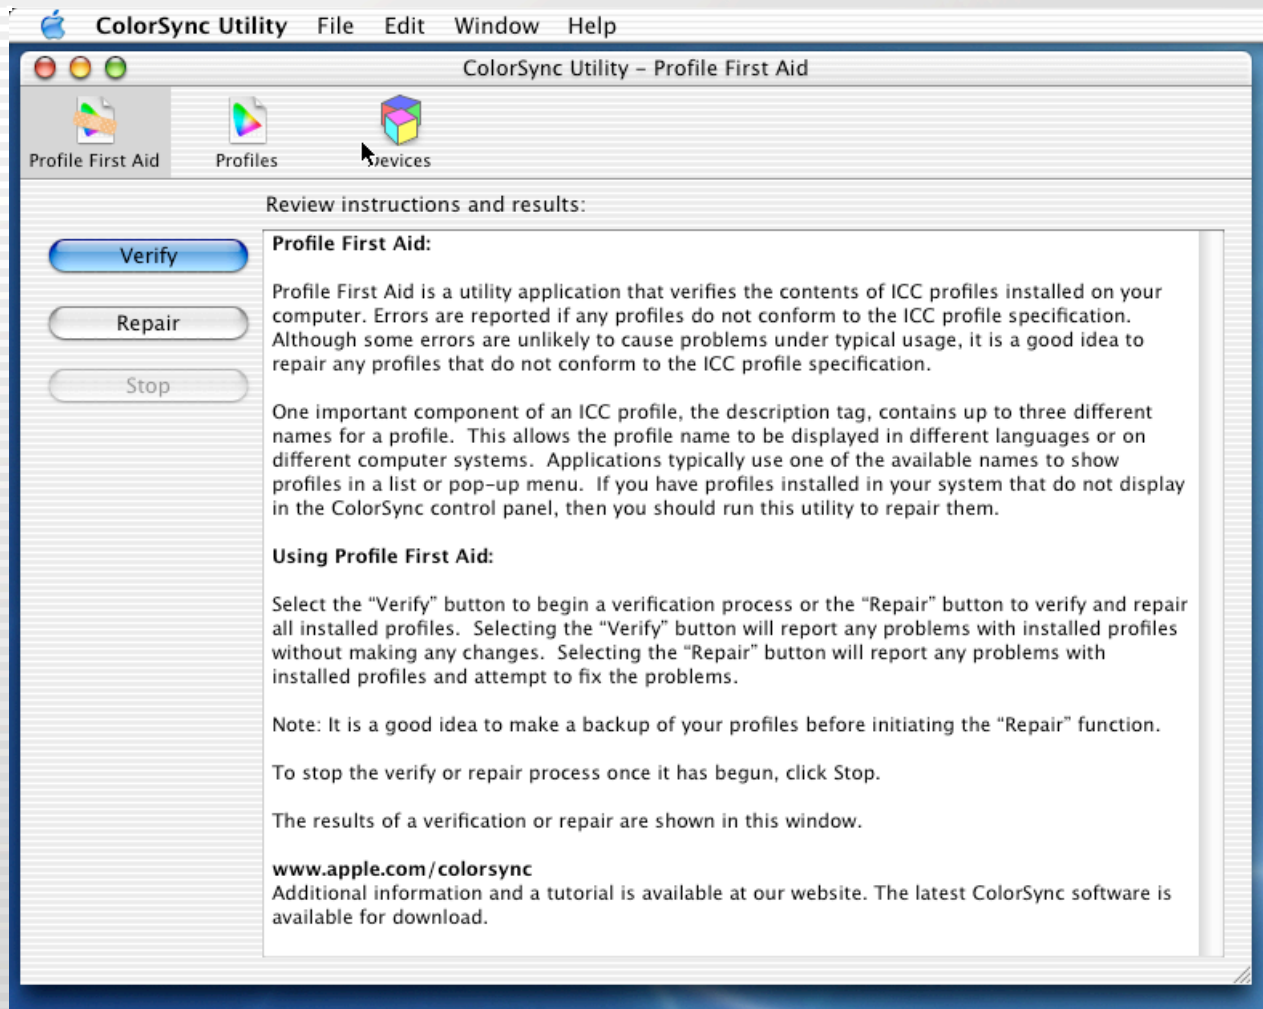 ColorSync Utility File Edit Window Help
ColorSync Utility – Profile First Aid
Profile First Aid Profiles Devices
Review instructions and results:
Verify
Repair
Stop
Profile First Aid:
Profile First Aid is a utility application that verifies the contents of ICC profiles installed on your
computer. Errors are reported if any profiles do not conform to the ICC profile specification.
Although some errors are unlikely to cause problems under typical usage, it is a good idea to
repair any profiles that do not conform to the ICC profile specification.
One important component of an ICC profile, the description tag, contains up to three different
names for a profile.  This allows the profile name to be displayed in different languages or on
different computer systems.  Applications typically use one of the available names to show
profiles in a list or pop-up menu.  If you have profiles installed in your system that do not display
in the ColorSync control panel, then you should run this utility to repair them.
Using Profile First Aid:
Select the “Verify” button to begin a verification process or the “Repair” button to verify and repair
all installed profiles.  Selecting the “Verify” button will report any problems with installed profiles
without making any changes.  Selecting the “Repair” button will report any problems with
installed profiles and attempt to fix the problems.
Note: It is a good idea to make a backup of your profiles before initiating the “Repair” function.
To stop the verify or repair process once it has begun, click Stop.
The results of a verification or repair are shown in this window.
www.apple.com/colorsync
Additional information and a tutorial is available at our website. The latest ColorSync software is
available for download.